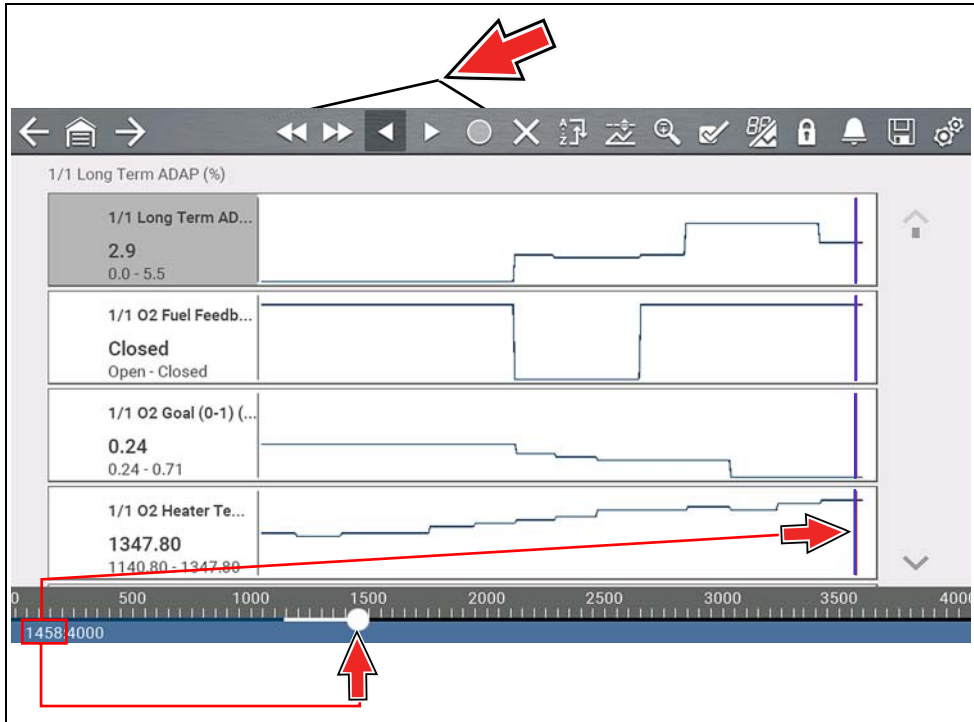 1/1 Long Term ADAP (%)
1/1 Long Term AD...
2.9
0.0 - 5.5
1/1 O2 Fuel Feedb...
Closed
Open - Closed
1/1 O2 Goal (0-1) (...
0.24
0.24 - 0.71
1/1 O2 Heater Te...
1347.80
1140.80 - 1347.80
0 500 1000 1500 2000 2500 3000 3500 4000
1458:4000